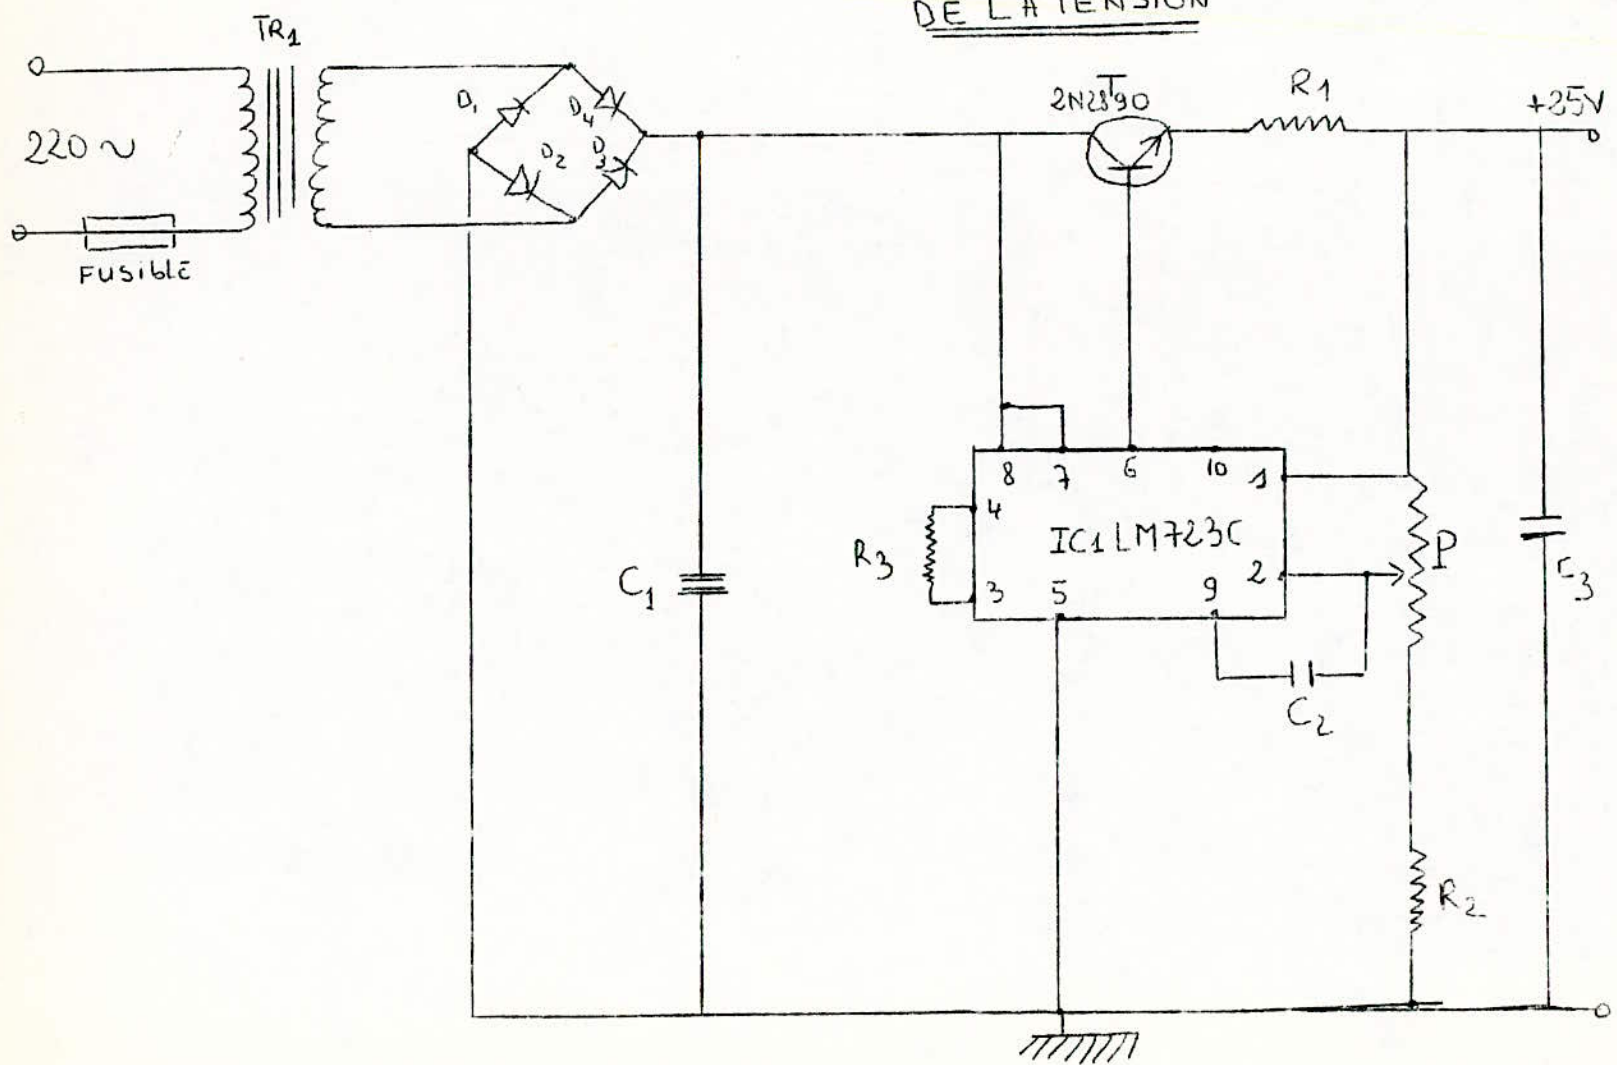 DE LA TENSION
TR1
220 ~
FUSIBLE
D1
D4
D2
D3
T
2N2890
R1
+25V
C1
8 7 6 10 1
4
IC1 LM723C
R3
2
3 5 9
P
C3
C2
R2